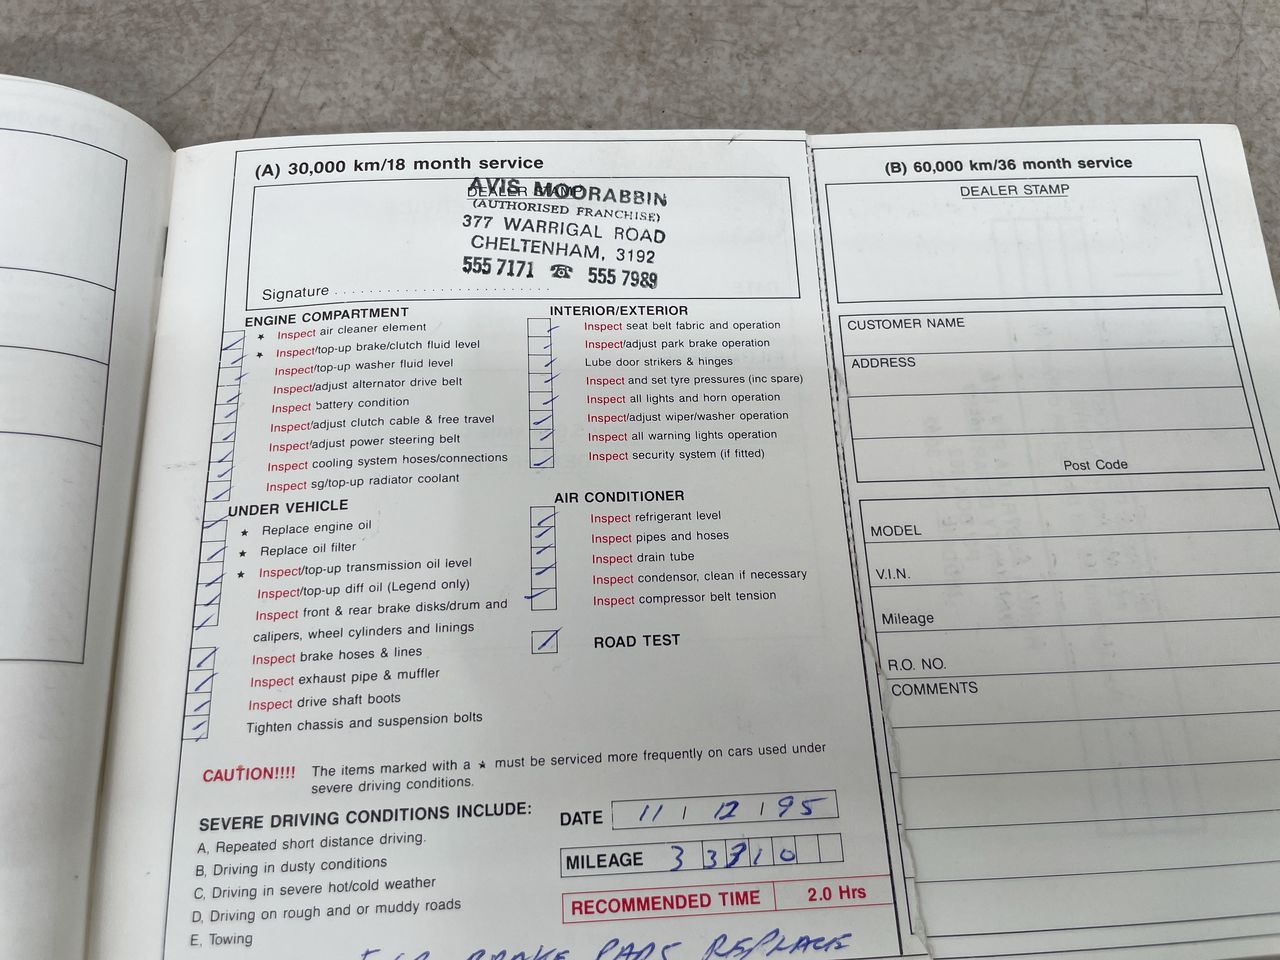 (A) 30,000 km/18 month service
DEALER STAMP
AVIS MOORABBIN
(AUTHORISED FRANCHISE)
377 WARRIGAL ROAD
CHELTENHAM, 3192
555 7171 ☎ 555 7989
Signature
ENGINE COMPARTMENT
★ Inspect air cleaner element
★ Inspect/top-up brake/clutch fluid level
Inspect/top-up washer fluid level
Inspect/adjust alternator drive belt
Inspect battery condition
Inspect/adjust clutch cable & free travel
Inspect/adjust power steering belt
Inspect cooling system hoses/connections
Inspect sg/top-up radiator coolant
UNDER VEHICLE
★ Replace engine oil
★ Replace oil filter
★ Inspect/top-up transmission oil level
Inspect/top-up diff oil (Legend only)
Inspect front & rear brake disks/drum and
calipers, wheel cylinders and linings
Inspect brake hoses & lines
Inspect exhaust pipe & muffler
Inspect drive shaft boots
Tighten chassis and suspension bolts
INTERIOR/EXTERIOR
Inspect seat belt fabric and operation
Inspect/adjust park brake operation
Lube door strikers & hinges
Inspect and set tyre pressures (inc spare)
Inspect all lights and horn operation
Inspect/adjust wiper/washer operation
Inspect all warning lights operation
Inspect security system (if fitted)
AIR CONDITIONER
Inspect refrigerant level
Inspect pipes and hoses
Inspect drain tube
Inspect condensor, clean if necessary
Inspect compressor belt tension
ROAD TEST
CAUTION!!!! The items marked with a ★ must be serviced more frequently on cars used under
severe driving conditions.
SEVERE DRIVING CONDITIONS INCLUDE:
A, Repeated short distance driving.
B, Driving in dusty conditions
C, Driving in severe hot/cold weather
D, Driving on rough and or muddy roads
E, Towing
DATE 11 / 12 / 95
MILEAGE 33310
RECOMMENDED TIME 2.0 Hrs
BRAKE PADS REPLACE
(B) 60,000 km/36 month service
DEALER STAMP
CUSTOMER NAME
ADDRESS
Post Code
MODEL
V.I.N.
Mileage
R.O. NO.
COMMENTS